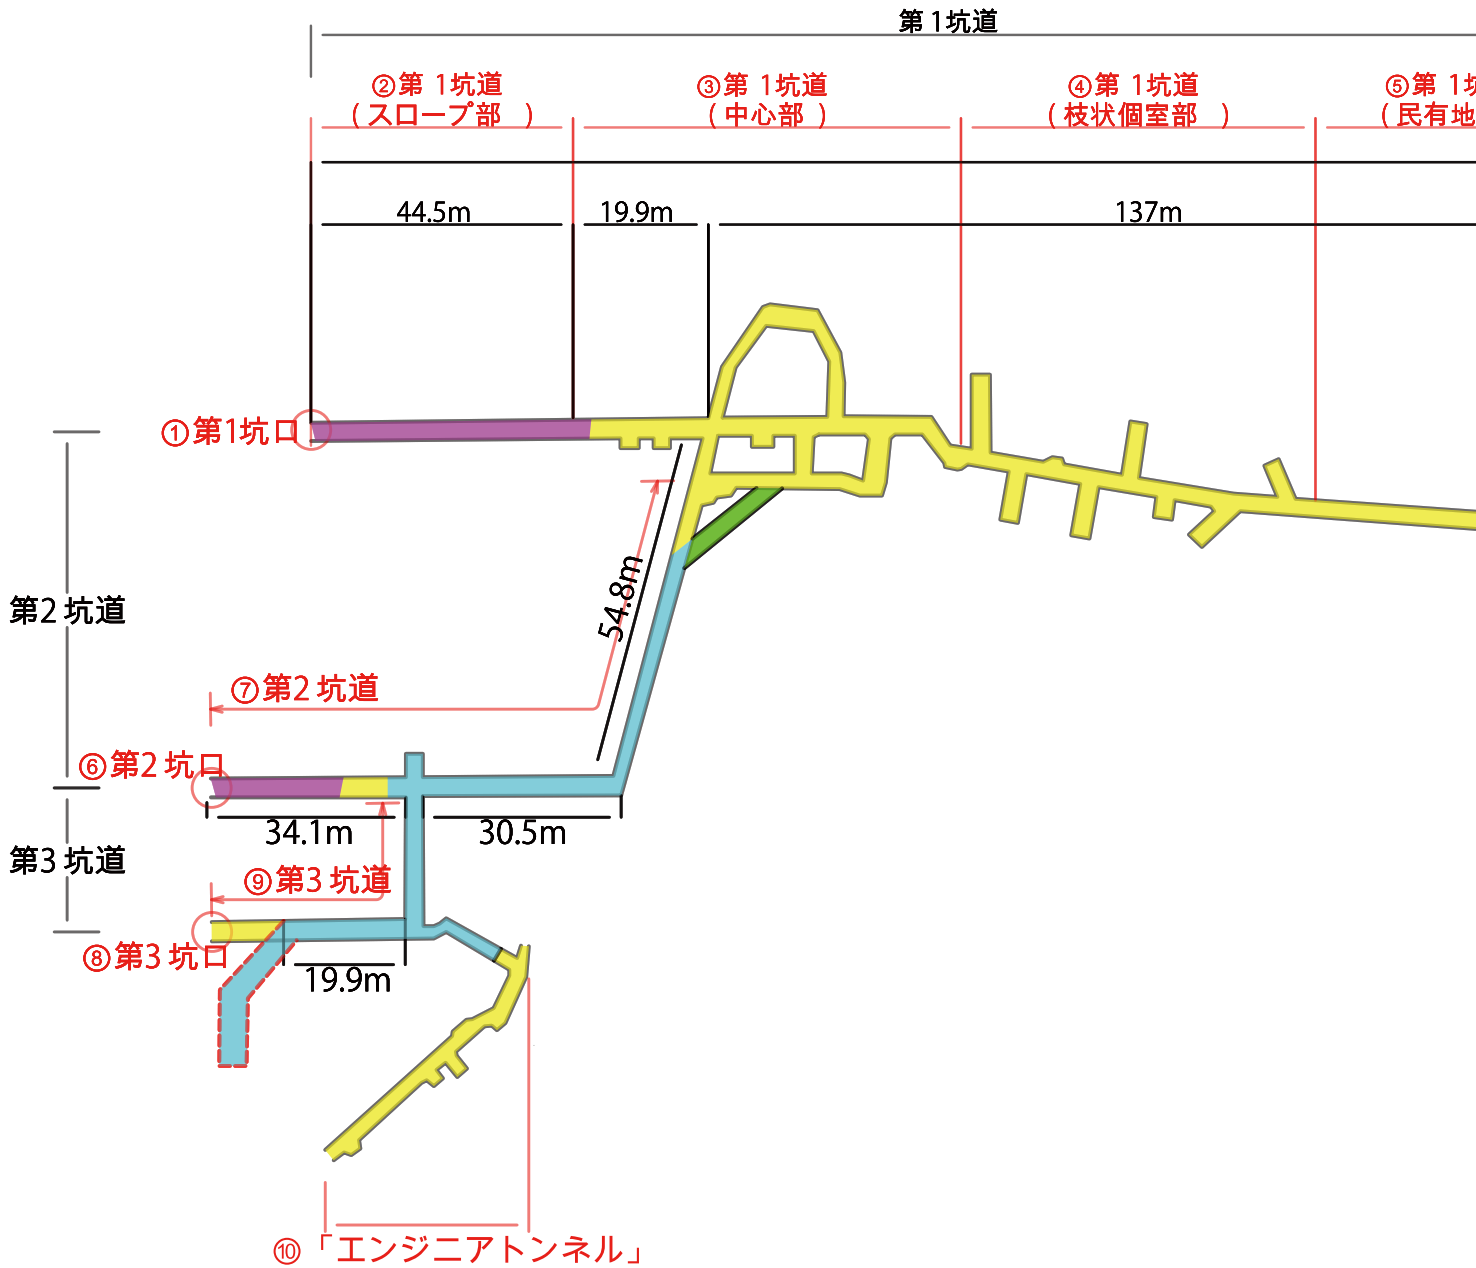 第1坑道
②第 1坑道
(スロープ部 )
③第 1坑道
(中心部 )
④第 1坑道
(枝状個室部 )
⑤第 1坑
(民有地
44.5m
19.9m
137m
①第1坑口
54.8m
第2坑道
⑦第2坑道
⑥第2坑口
34.1m
30.5m
第3坑道
⑨第3坑道
⑧第3坑口
19.9m
⑩「エンジニアトンネル」